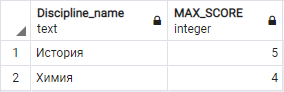 Discipline_name MAX_SCORE
text integer
1 История 5
2 Химия 4